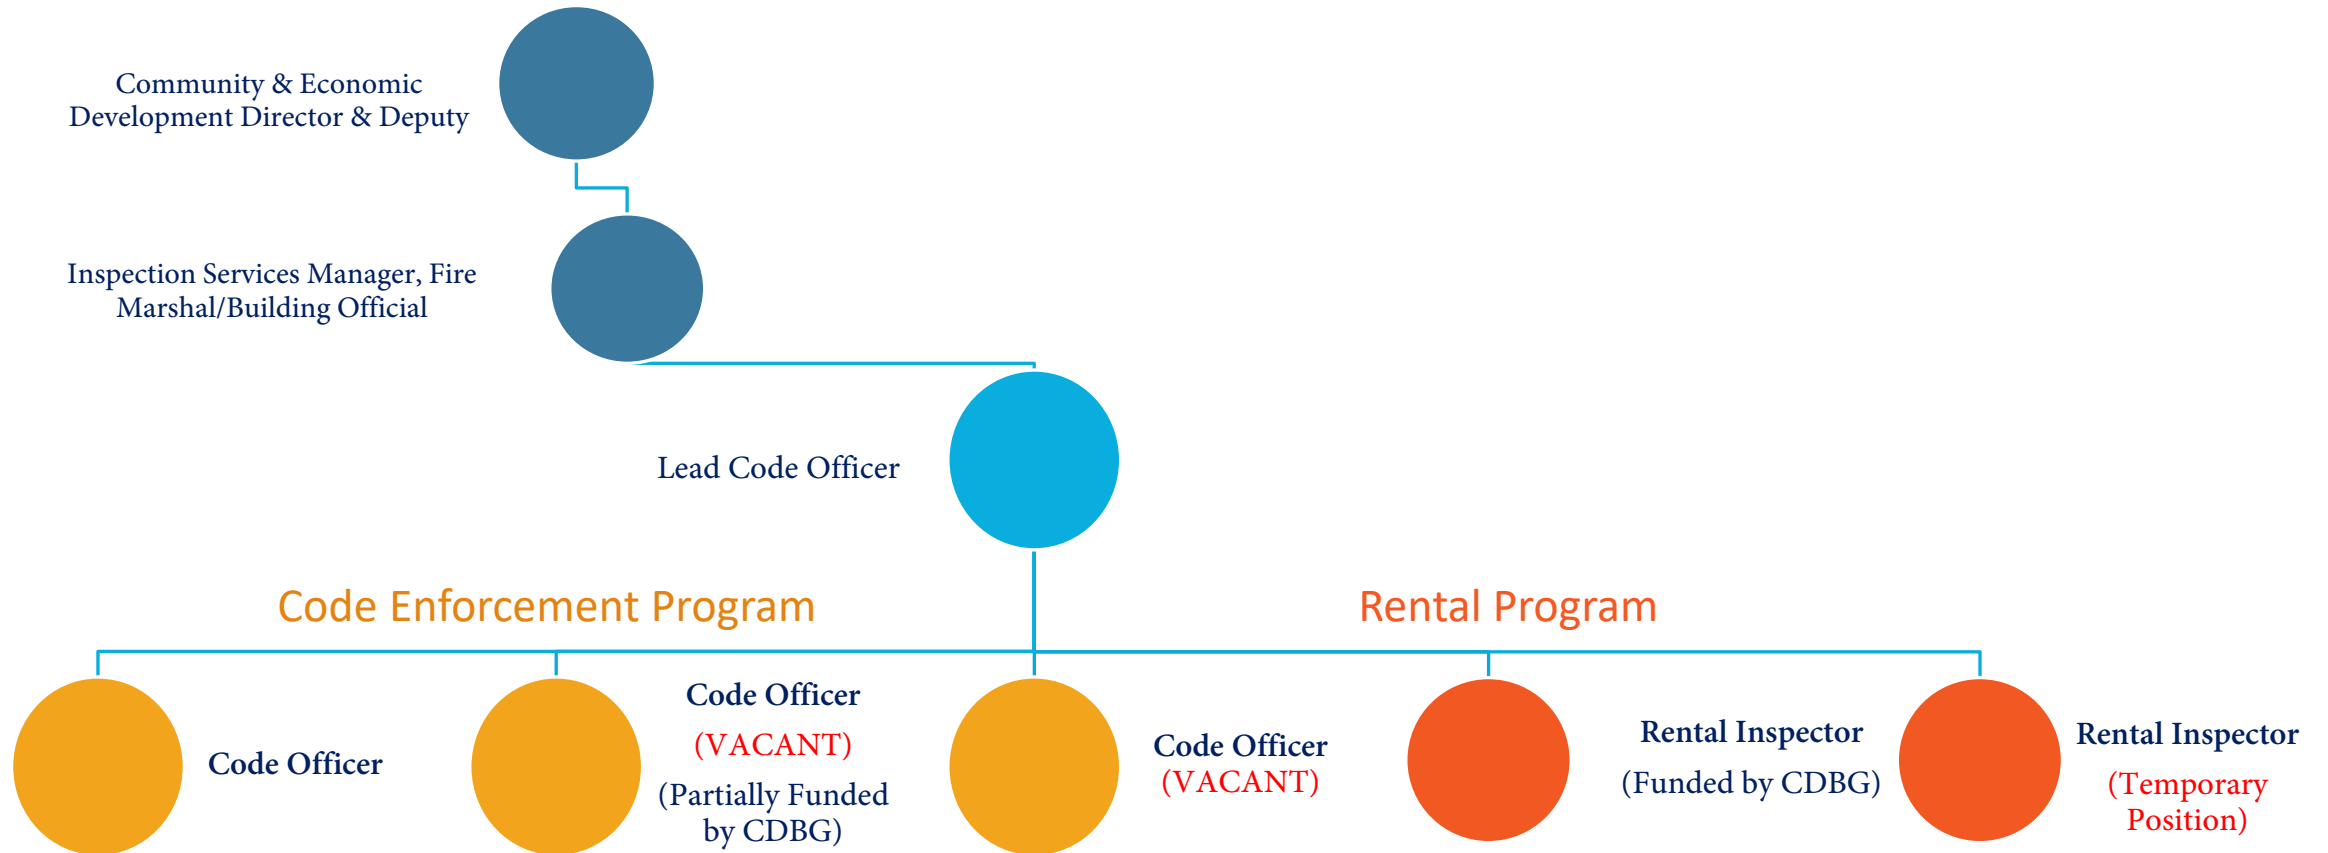 Community & Economic
Development Director & Deputy
Inspection Services Manager, Fire
Marshal/Building Official
Lead Code Officer
Code Enforcement Program
Rental Program
Code Officer
Code Officer
(VACANT)
(Partially Funded
by CDBG)
Code Officer
(VACANT)
Rental Inspector
(Funded by CDBG)
Rental Inspector
(Temporary
Position)